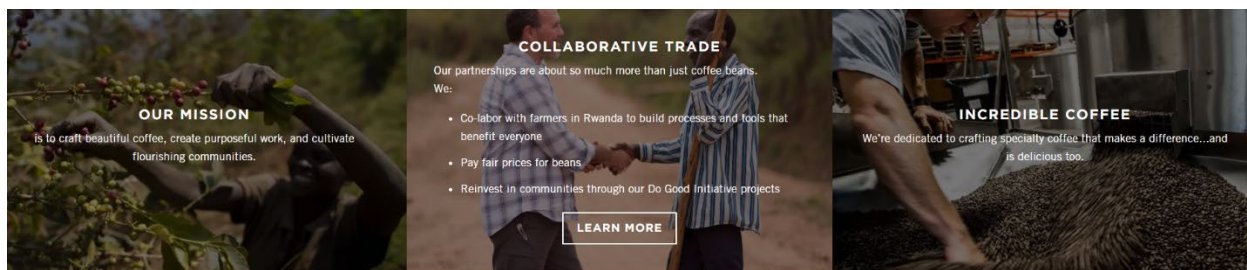 OUR MISSION
is to craft beautiful coffee, create purposeful work, and cultivate
flourishing communities.
COLLABORATIVE TRADE
Our partnerships are about so much more than just coffee beans.
We:
• Co-labor with farmers in Rwanda to build processes and tools that
benefit everyone
• Pay fair prices for beans
• Reinvest in communities through our Do Good Initiative projects
LEARN MORE
INCREDIBLE COFFEE
We're dedicated to crafting specialty coffee that makes a difference...and
is delicious too.